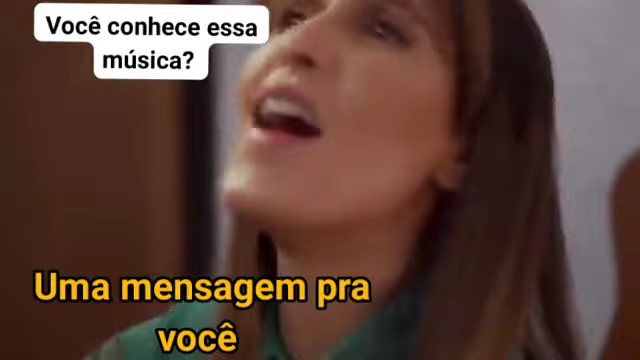 Você conhece essa
música?
Uma mensagem pra
você